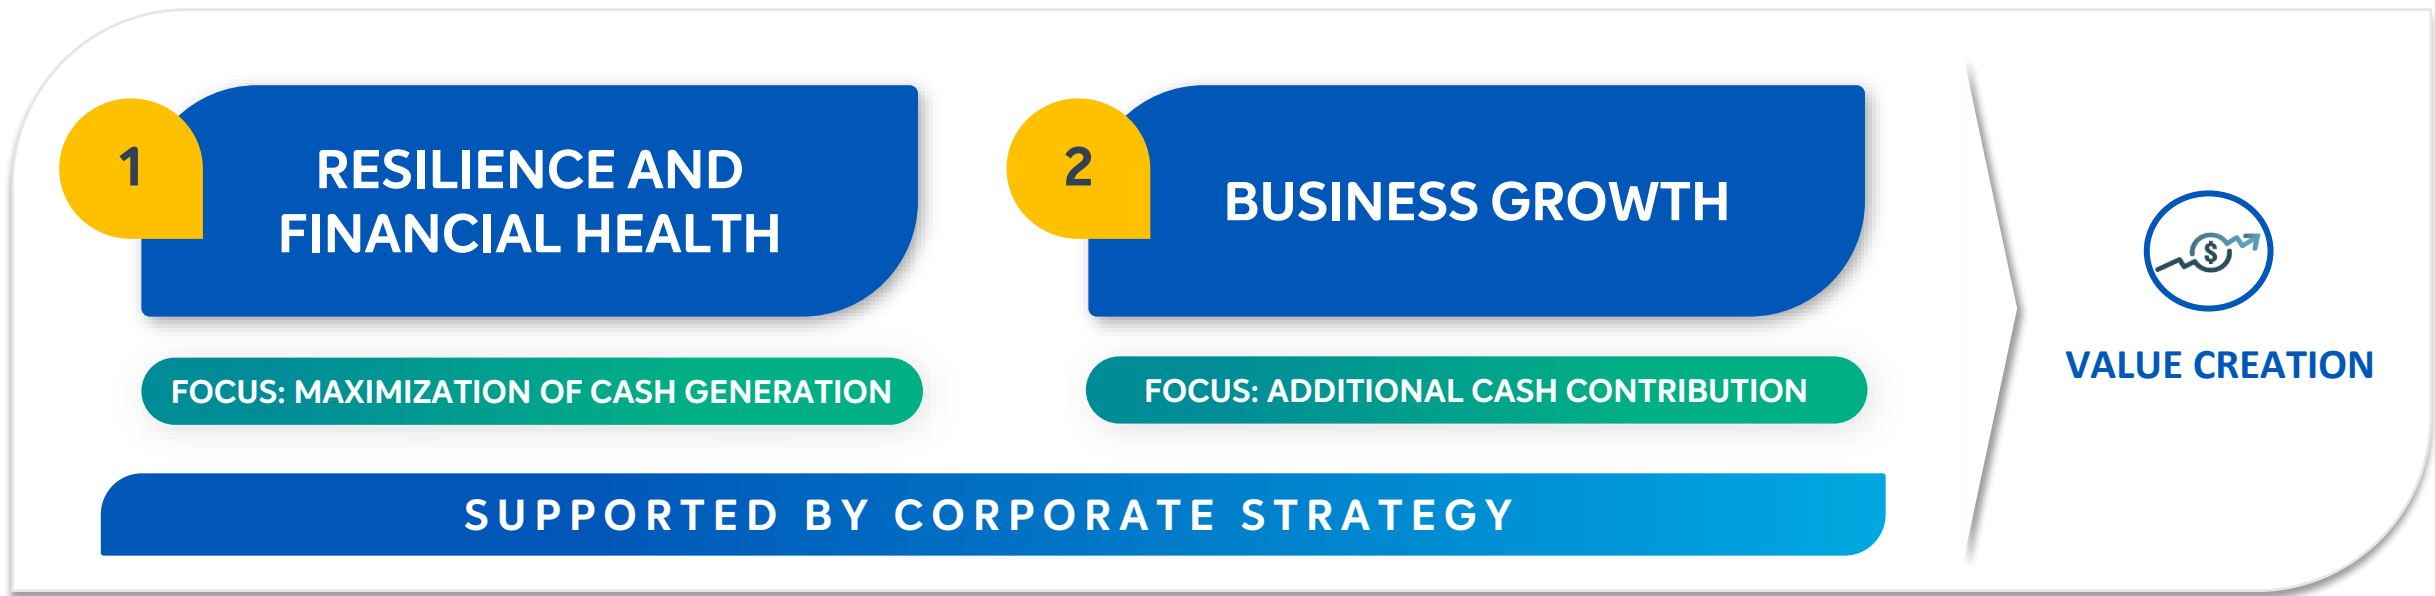 1
RESILIENCE AND
FINANCIAL HEALTH
FOCUS: MAXIMIZATION OF CASH GENERATION
2
BUSINESS GROWTH
FOCUS: ADDITIONAL CASH CONTRIBUTION
SUPPORTED BY CORPORATE STRATEGY
$
VALUE CREATION